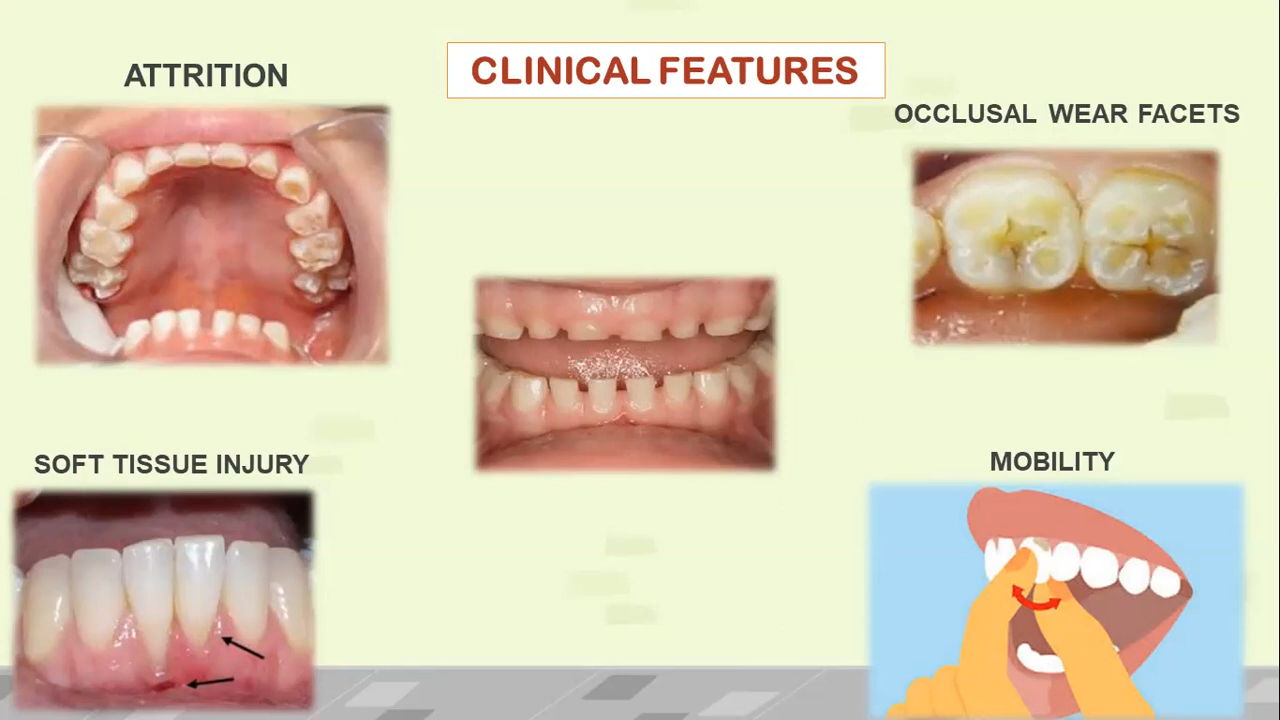 CLINICAL FEATURES
ATTRITION
OCCLUSAL WEAR FACETS
SOFT TISSUE INJURY
MOBILITY